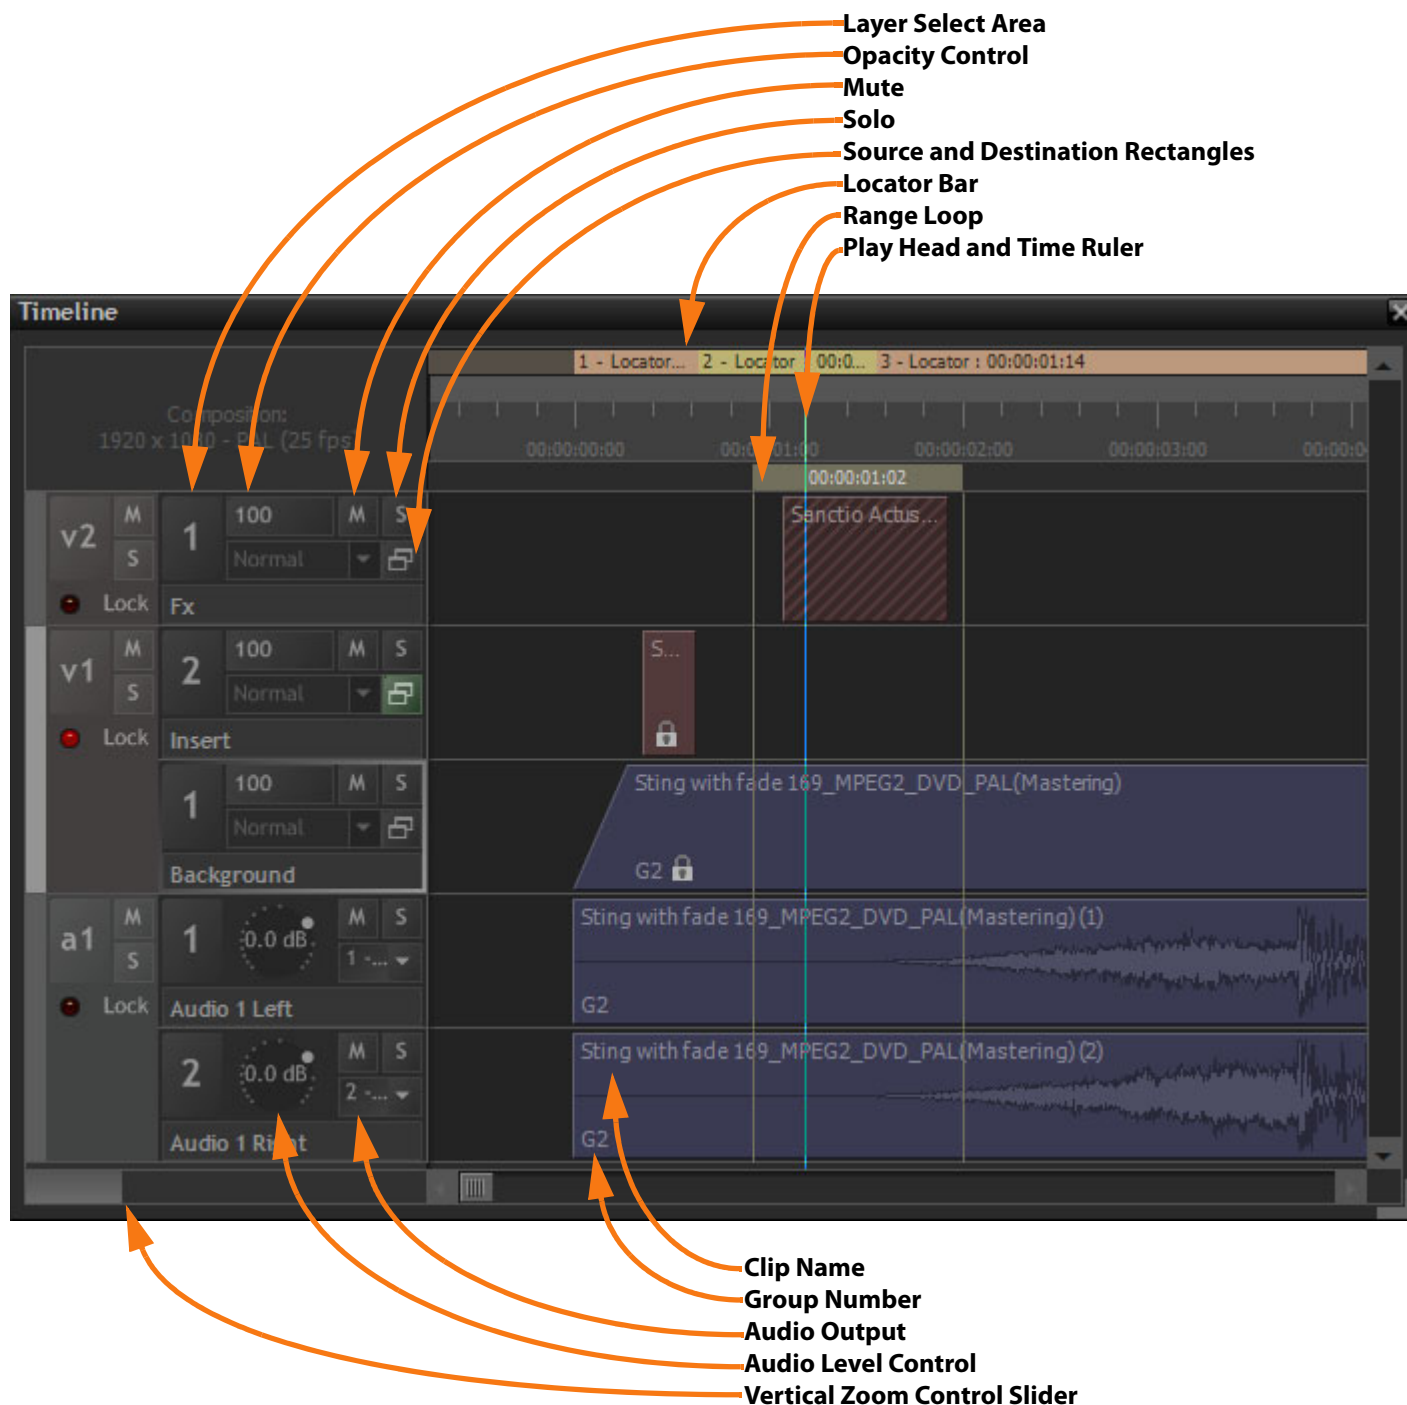 Layer Select Area
Opacity Control
Mute
Solo
Source and Destination Rectangles
Locator Bar
Range Loop
Play Head and Time Ruler
Timeline
1 - Locator... 2 - Locator : 00:0... 3 - Locator : 00:00:01:14
Composition:
1920 x 1080 - PAL (25 fps)
00:00:00:00 00:00:01:00 00:00:02:00 00:00:03:00 00:00:0
00:00:01:02
v2 M S Lock
1 100 M S
Normal
Fx
Sanctio Actus...
v1 M S Lock
2 100 M S
Normal
Insert
S...
1 100 M S
Normal
Background
Sting with fade 169_MPEG2_DVD_PAL(Mastering)
G2
a1 M S Lock
1 0.0 dB M S
1 -...
Audio 1 Left
Sting with fade 169_MPEG2_DVD_PAL(Mastering) (1)
G2
2 0.0 dB M S
2 -...
Audio 1 Right
Sting with fade 169_MPEG2_DVD_PAL(Mastering) (2)
G2
Clip Name
Group Number
Audio Output
Audio Level Control
Vertical Zoom Control Slider